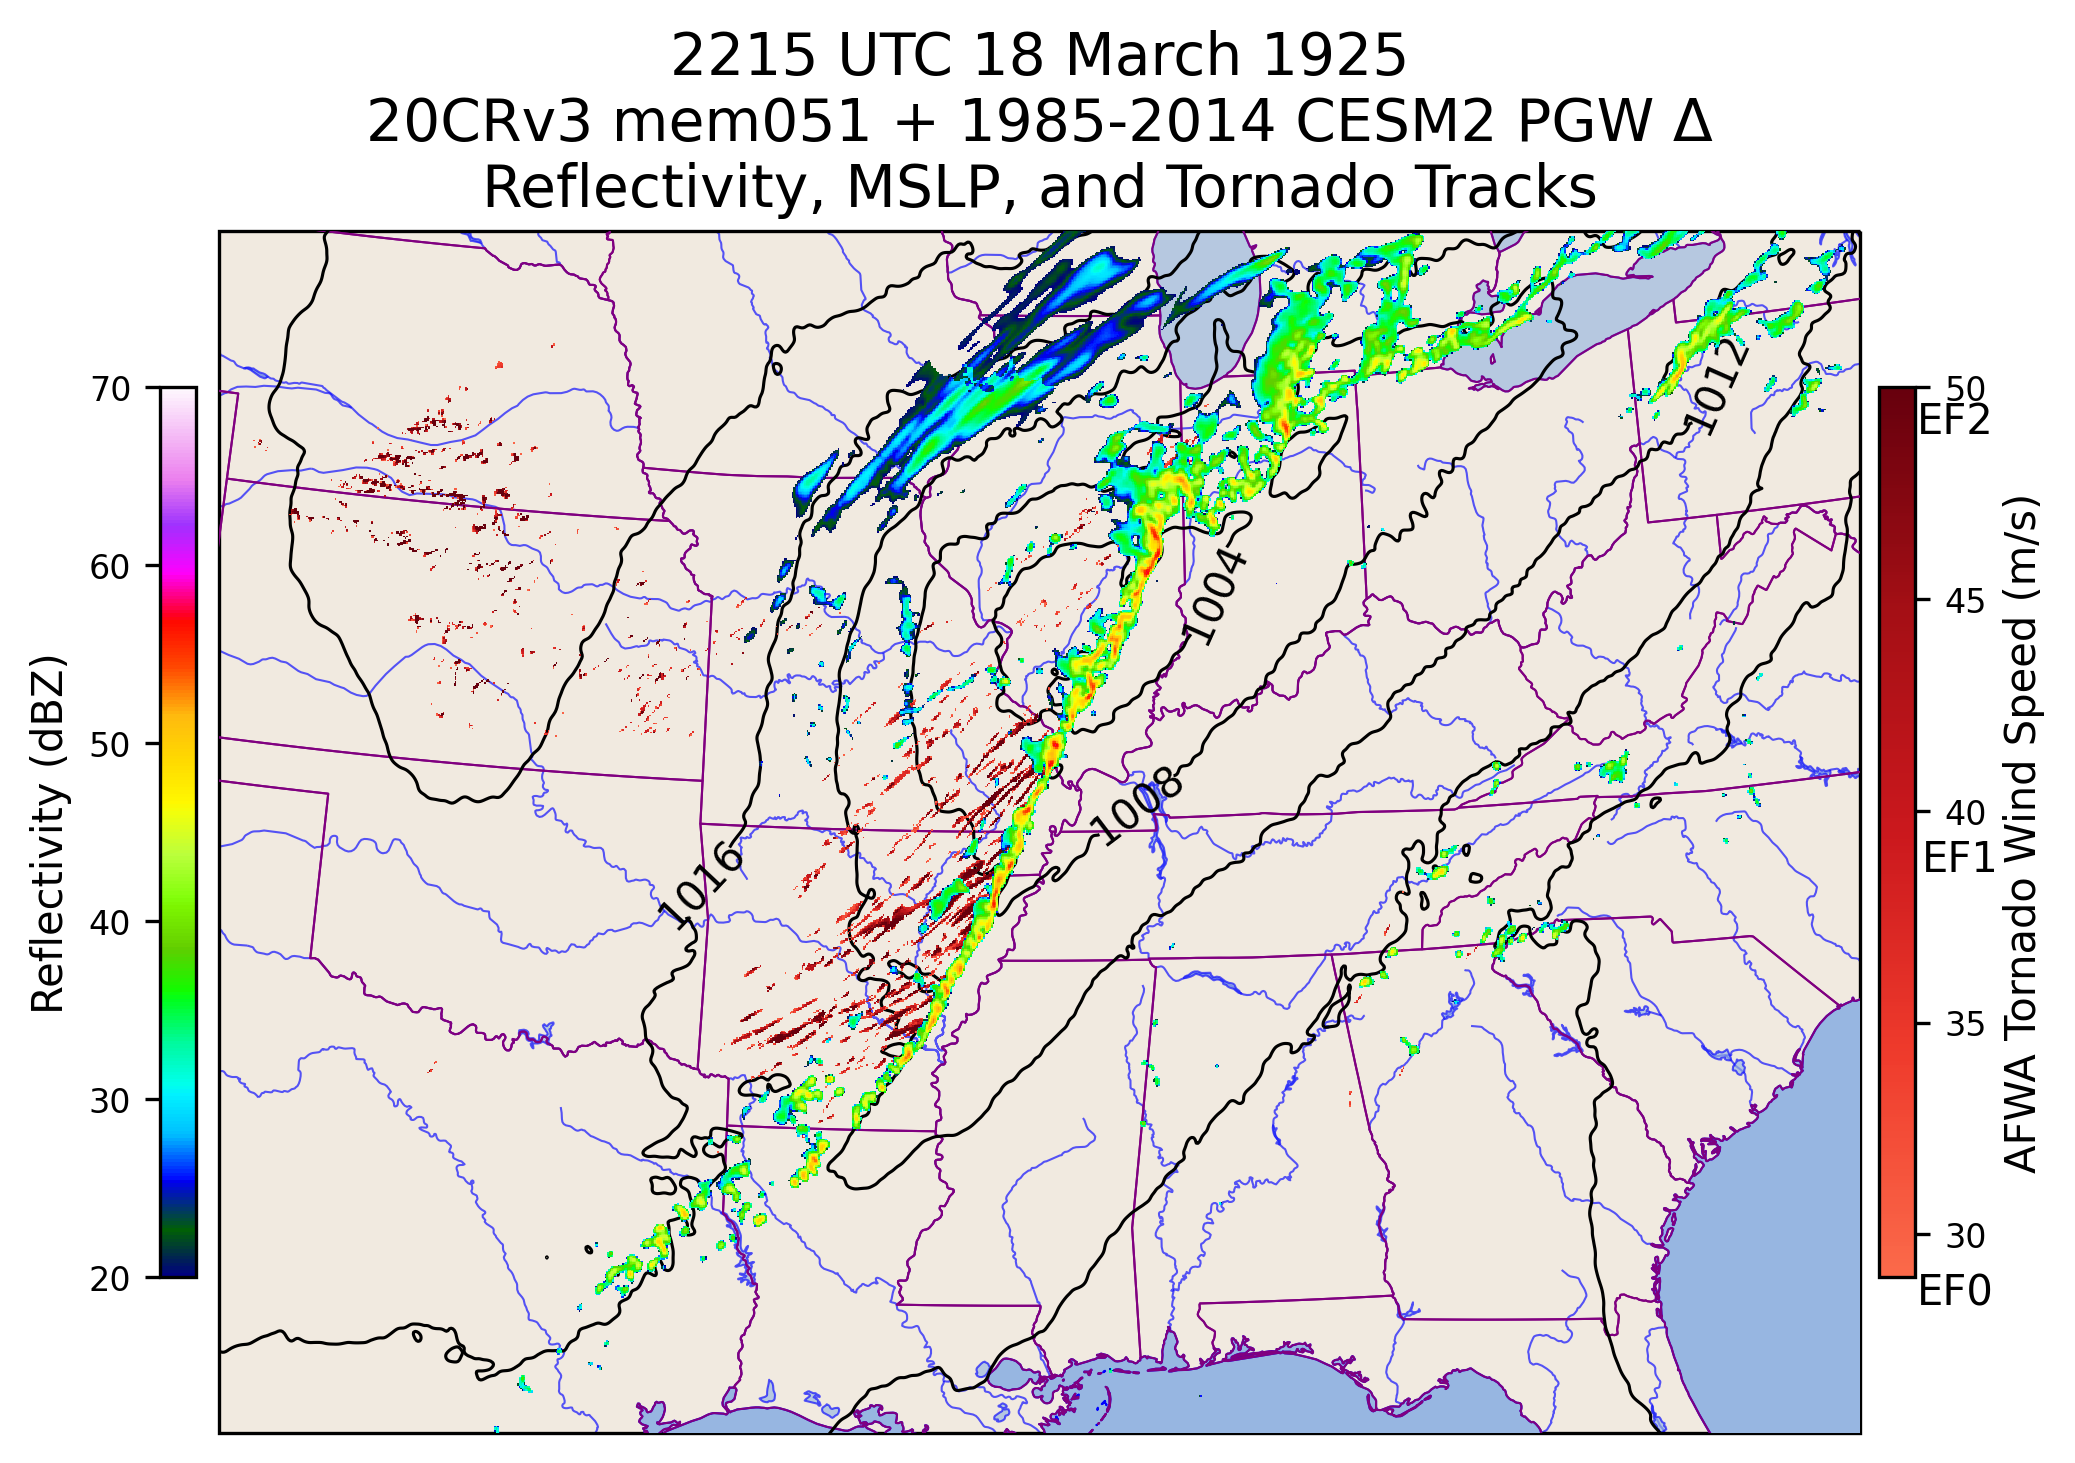 2215 UTC 18 March 1925
20CRv3 mem051 + 1985-2014 CESM2 PGW Δ
Reflectivity, MSLP, and Tornado Tracks
Reflectivity (dBZ)
70
60
50
40
30
20
1012
1004
1008
1016
50
EF2
45
40
EF1
35
30
EF0
AFWA Tornado Wind Speed (m/s)